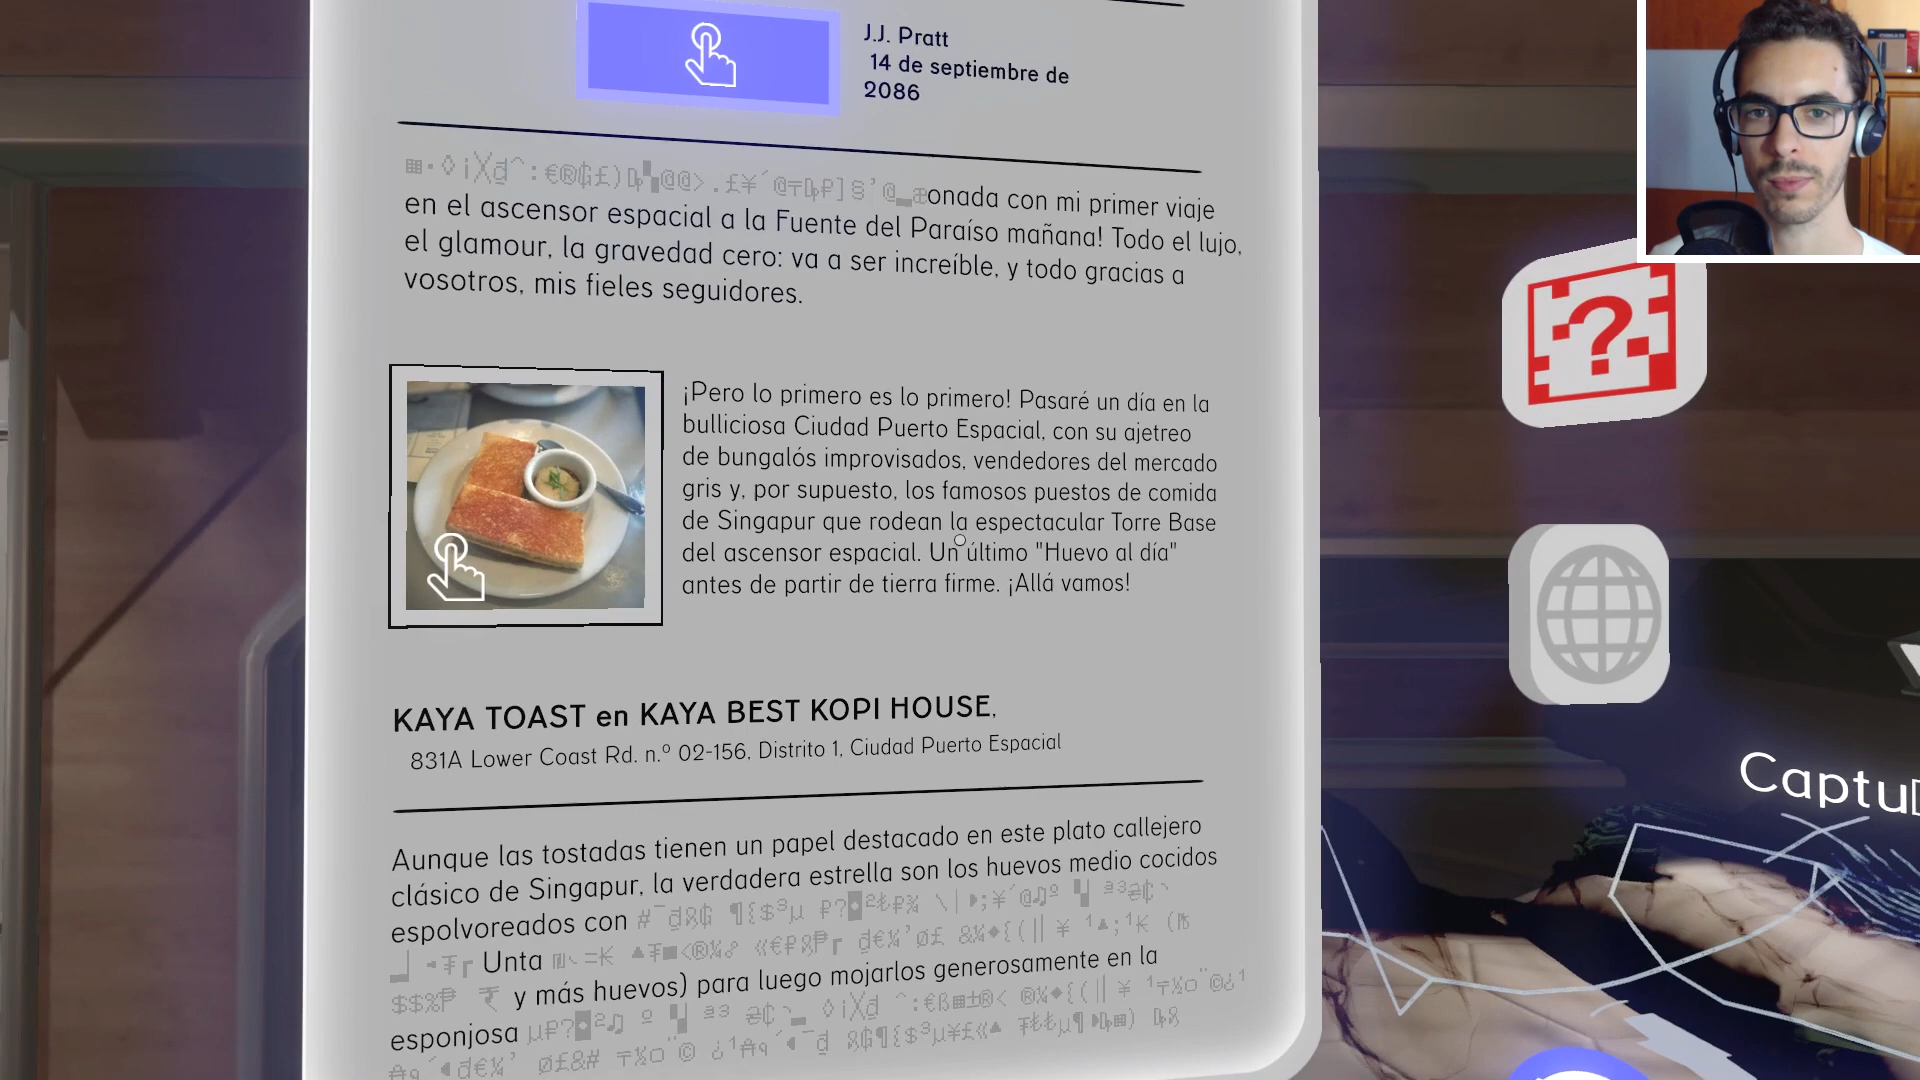 J.J. Pratt
14 de septiembre de
2086
onada con mi primer viaje
en el ascensor espacial a la Fuente del Paraíso mañana! Todo el lujo,
el glamour, la gravedad cero: va a ser increíble, y todo gracias a
vosotros, mis fieles seguidores.
¡Pero lo primero es lo primero! Pasaré un día en la
bulliciosa Ciudad Puerto Espacial, con su ajetreo
de bungalós improvisados, vendedores del mercado
gris y, por supuesto, los famosos puestos de comida
de Singapur que rodean la espectacular Torre Base
del ascensor espacial. Un último "Huevo al día"
antes de partir de tierra firme. ¡Allá vamos!
KAYA TOAST en KAYA BEST KOPI HOUSE,
831A Lower Coast Rd. n.º 02-156, Distrito 1, Ciudad Puerto Espacial
Aunque las tostadas tienen un papel destacado en este plato callejero
clásico de Singapur, la verdadera estrella son los huevos medio cocidos
espolvoreados con
Unta
y más huevos) para luego mojarlos generosamente en la
esponjosa
?